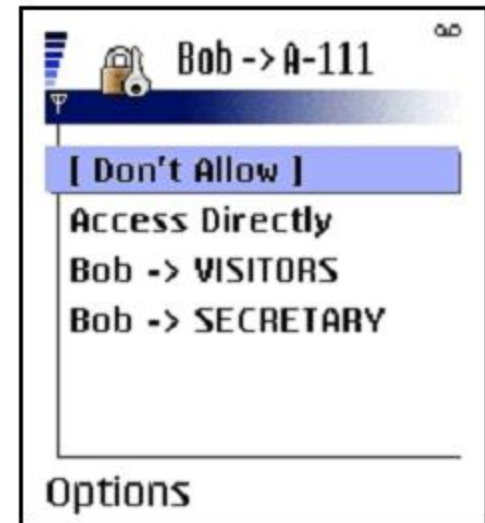 Bob -> A-111
[ Don't Allow ]
Access Directly
Bob -> VISITORS
Bob -> SECRETARY
Options